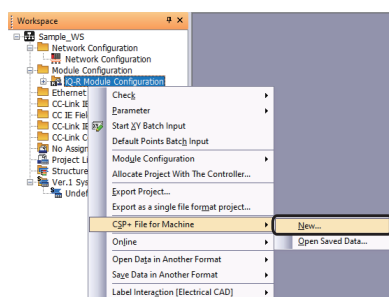 Workspace
Sample_WS
Network Configuration
Network Configuration
Module Configuration
iQ-R Module Configuration
Ethernet
CC-Link IE
CC IE Fiel
CC-Link IE
CC-Link C
No Assign
Project Li
Structure
Ver.1 Sys
Undef
Check
Parameter
Start XY Batch Input
Default Points Batch Input
Module Configuration
Allocate Project With The Controller...
Export Project...
Export as a single file format project...
CSP+ File for Machine
Online
Open Data in Another Format
Save Data in Another Format
Label Interaction [Electrical CAD]
New...
Open Saved Data...